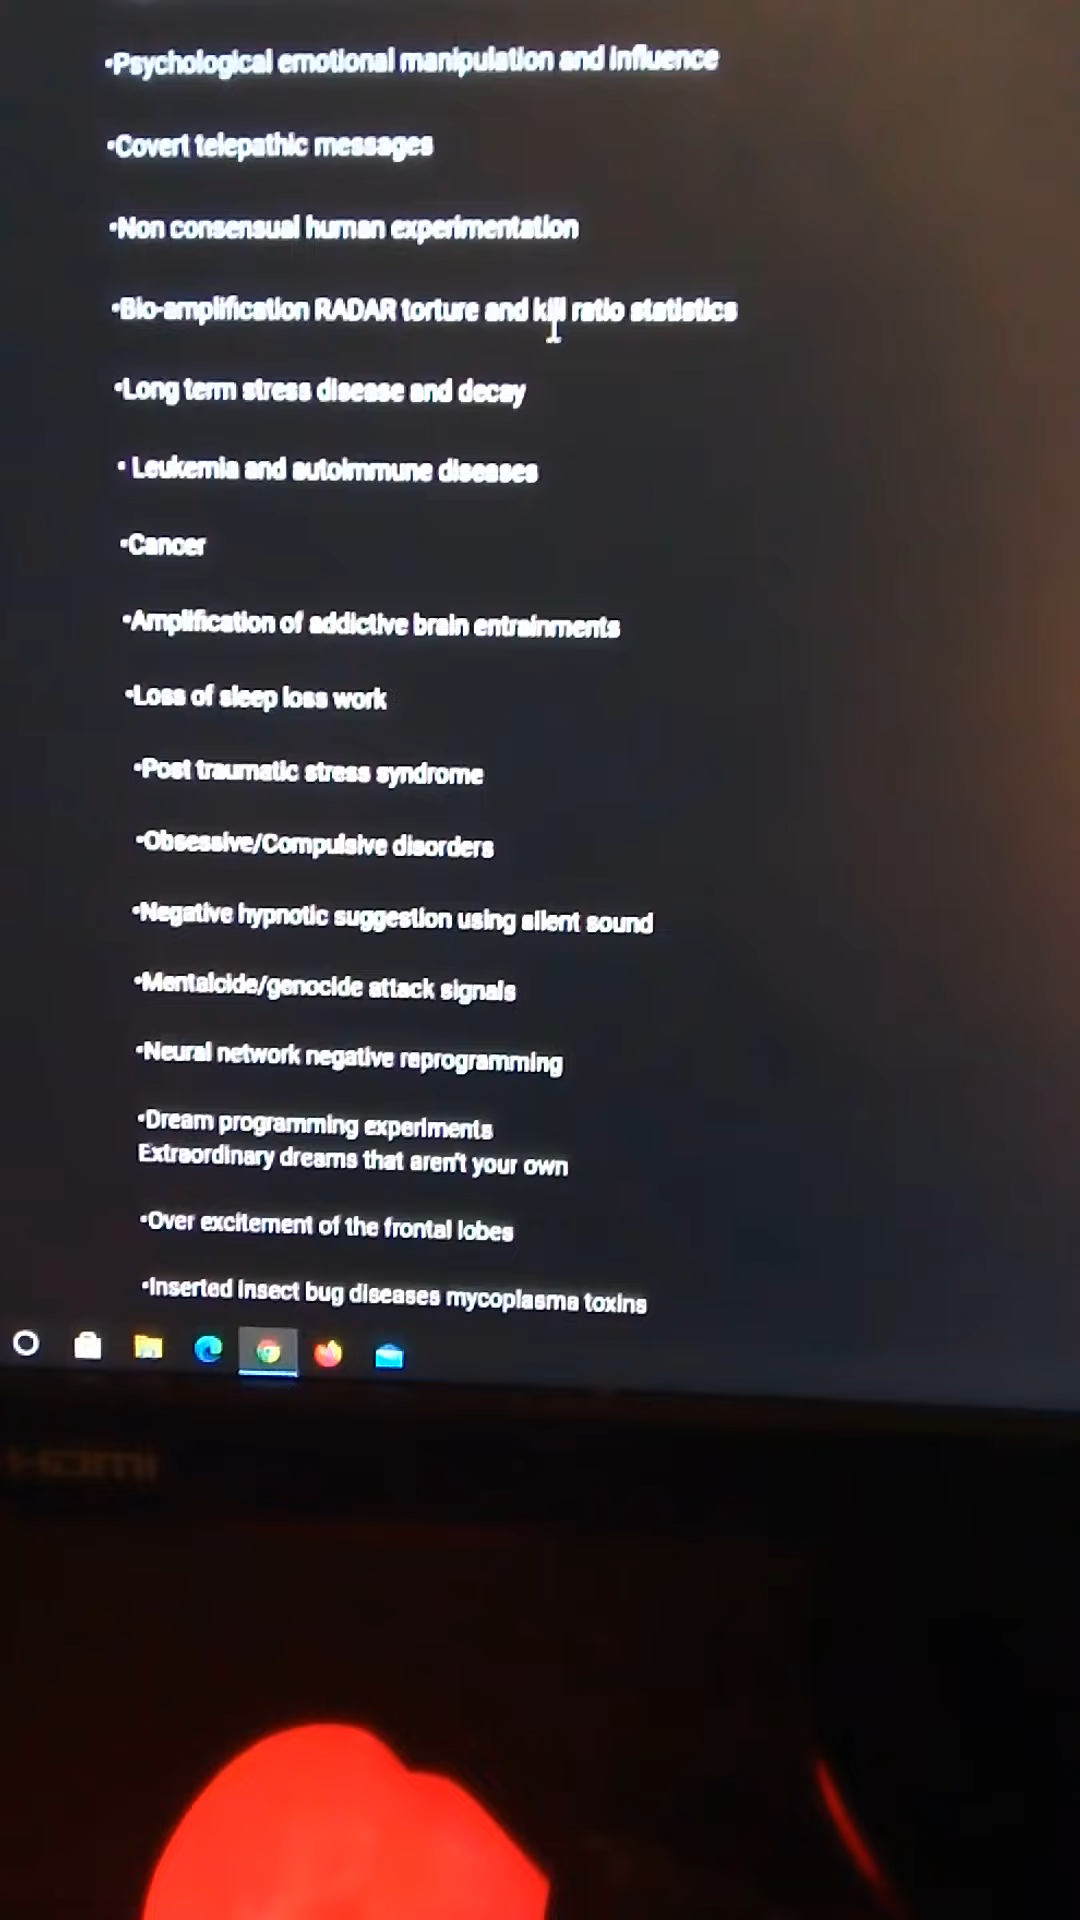 •Psychological emotional manipulation and influence
•Covert telepathic messages
•Non consensual human experimentation
•Bio-amplification RADAR torture and kill ratio statistics
•Long term stress disease and decay
• Leukemia and autoimmune diseases
•Cancer
•Amplification of addictive brain entrainments
•Loss of sleep loss work
•Post traumatic stress syndrome
•Obsessive/Compulsive disorders
•Negative hypnotic suggestion using silent sound
•Mentalcide/genocide attack signals
•Neural network negative reprogramming
•Dream programming experiments
Extraordinary dreams that aren't your own
•Over excitement of the frontal lobes
•Inserted insect bug diseases mycoplasma toxins
HDMI